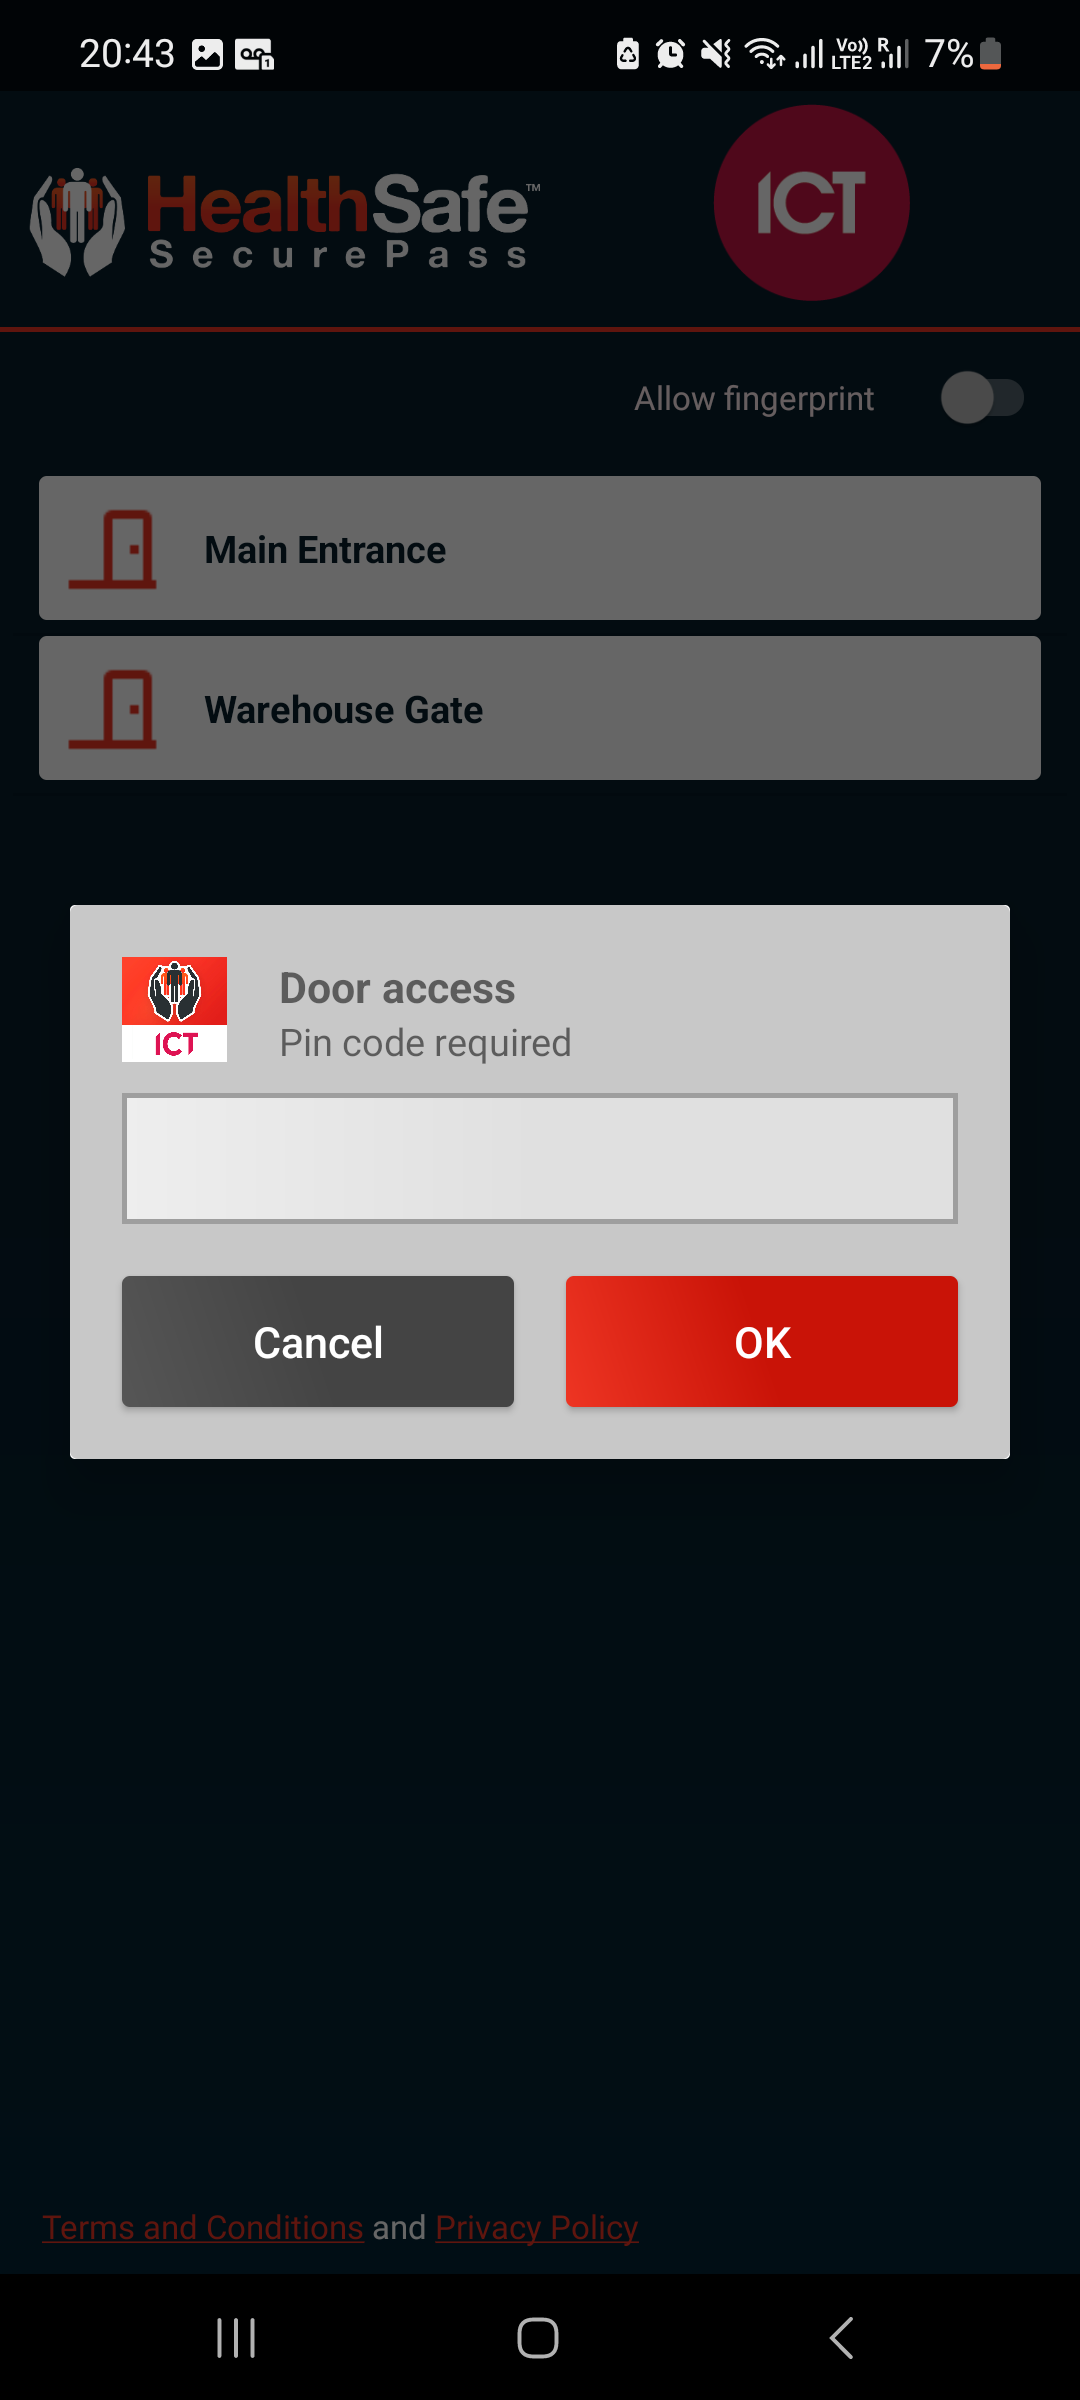 20:43
1
Vo)) R
LTE2
7%
HealthSafe™
SecurePass
ICT
Allow fingerprint
Main Entrance
Warehouse Gate
Door access
ICT
Pin code required
Cancel
OK
Terms and Conditions and Privacy Policy